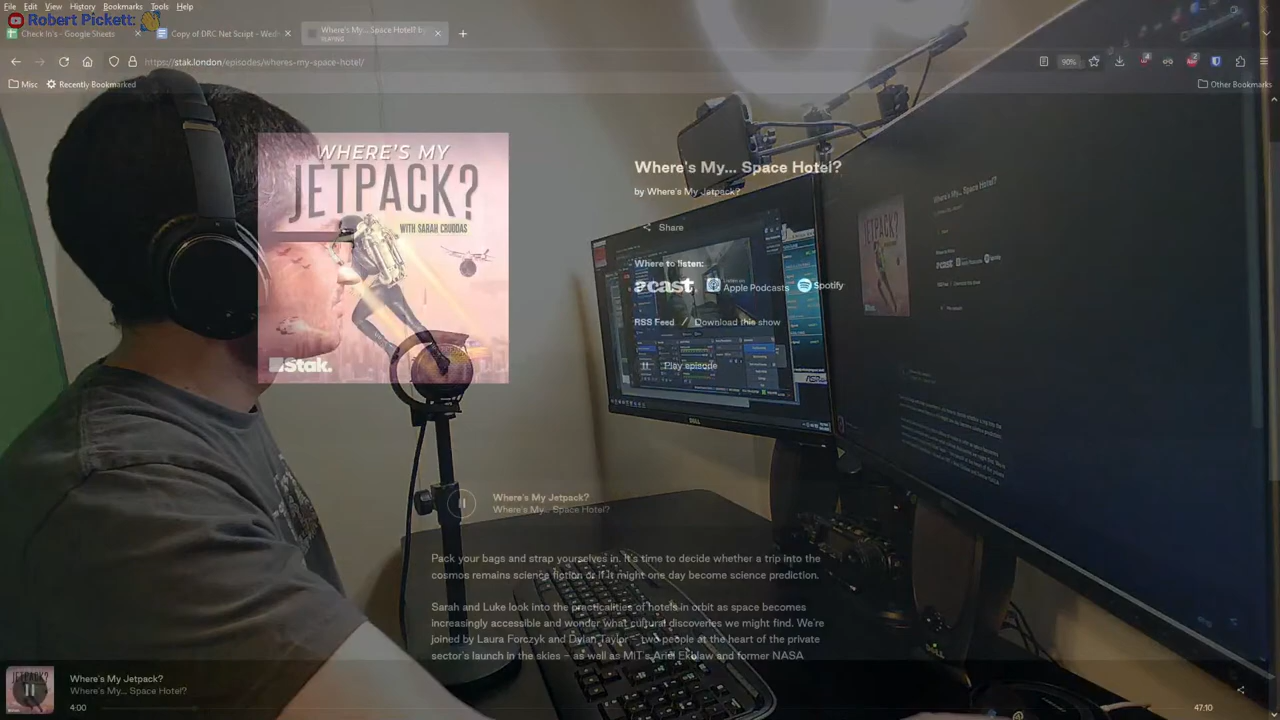 File Edit View History Bookmarks Tools Help
Robert Pickett:
Check In's - Google Sheets
Copy of DRC Net Script - Wedn
Where's My... Space Hotel? by
PLAYING
https://stak.london/episodes/wheres-my-space-hotel/
90%
Misc
Recently Bookmarked
Other Bookmarks
WHERE'S MY
JETPACK?
WITH SARAH CRUDDAS
Stak.
Where's My... Space Hotel?
by Where's My Jetpack?
Share
Where to listen:
acast
Listen on
Apple Podcasts
Spotify
RSS Feed / Download this show
Play episode
DELL
Where's My Jetpack?
Where's My... Space Hotel?
Pack your bags and strap yourselves in. It's time to decide whether a trip into the
cosmos remains science fiction or if it might one day become science prediction.
Sarah and Luke look into the practicalities of hotels in orbit as space becomes
increasingly accessible and wonder what cultural discoveries we might find. We're
joined by Laura Forczyk and Dylan Taylor – two people at the heart of the private
sector's launch in the skies – as well as MIT's Ariel Ekblaw and former NASA
JETPACK?
Where's My Jetpack?
Where's My... Space Hotel?
4:00
47:10